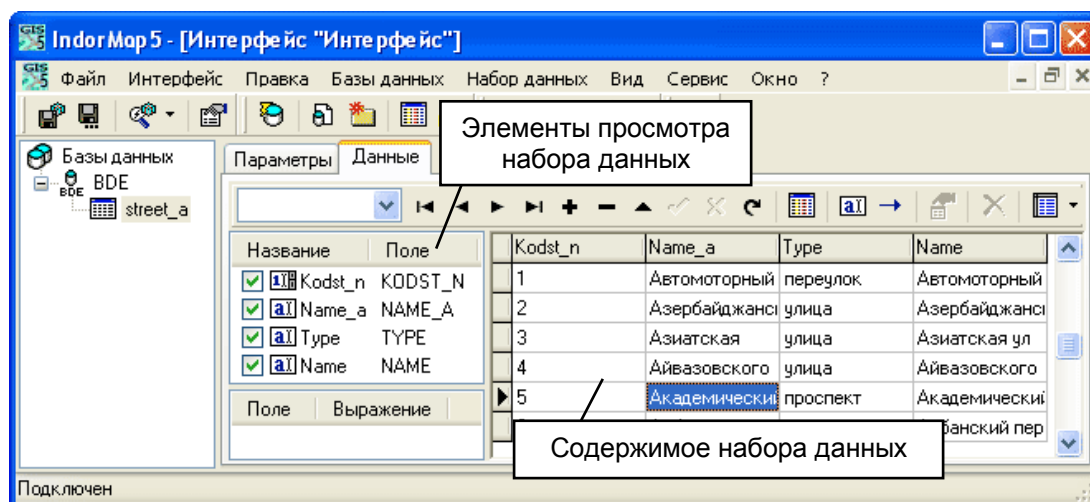 IndorMap 5 - [Интерфейс "Интерфейс"]
Файл Интерфейс Правка Базы данных Набор данных Вид Сервис Окно ?
Элементы просмотра
набора данных
Базы данных
BDE
street_a
Параметры Данные
Название Поле
Kodst_n KODST_N
Name_a NAME_A
Type TYPE
Name NAME
Поле Выражение
Kodst_n Name_a Type Name
1 Автомоторный переулок Автомоторный
2 Азербайджанс улица Азербайджанс
3 Азиатская улица Азиатская ул
4 Айвазовского улица Айвазовского
5 Академически проспект Академический
банский пер
Содержимое набора данных
Подключен